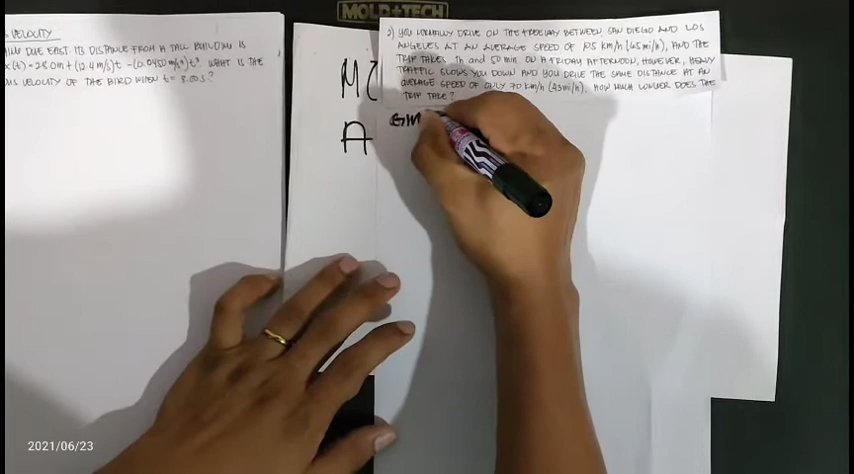 MOLD+TECH
S VELOCITY
DUE EAST. ITS DISTANCE FROM A TALL BUILDING IS
x(t) = 28.0m + (12.4 m/s)t - (0.0450 m/s³)t³. WHAT IS THE
VELOCITY OF THE BIRD WHEN t = 8.00s?
2) YOU NORMALLY DRIVE ON THE FREEWAY BETWEEN SAN DIEGO AND LOS
ANGELES AT AN AVERAGE SPEED OF 105 km/h (65 mi/h), AND THE
TRIP TAKES 1h and 50 min ON A FRIDAY AFTERNOON, HOWEVER, HEAVY
TRAFFIC SLOWS YOU DOWN AND YOU DRIVE THE SAME DISTANCE AT AN
AVERAGE SPEED OF ONLY 70 km/h (43 mi/h). HOW MUCH LONGER DOES THE
TRIP TAKE?
M
A
2021/06/23